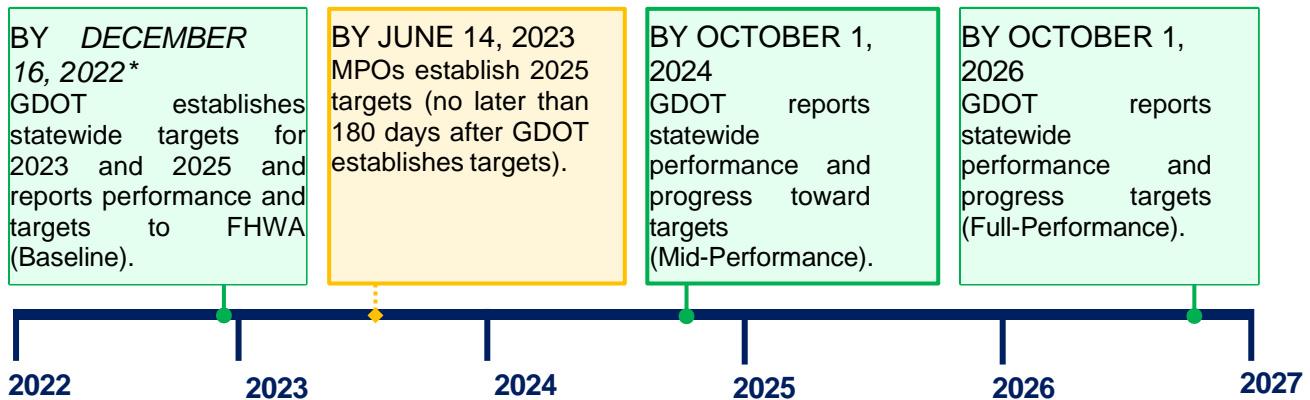 BY DECEMBER
16, 2022*
GDOT establishes
statewide targets for
2023 and 2025 and
reports performance and
targets to FHWA
(Baseline).
BY JUNE 14, 2023
MPOs establish 2025
targets (no later than
180 days after GDOT
establishes targets).
BY OCTOBER 1,
2024
GDOT reports
statewide
performance and
progress toward
targets
(Mid-Performance).
BY OCTOBER 1,
2026
GDOT reports
statewide
performance and
progress targets
(Full-Performance).
2022
2023
2024
2025
2026
2027